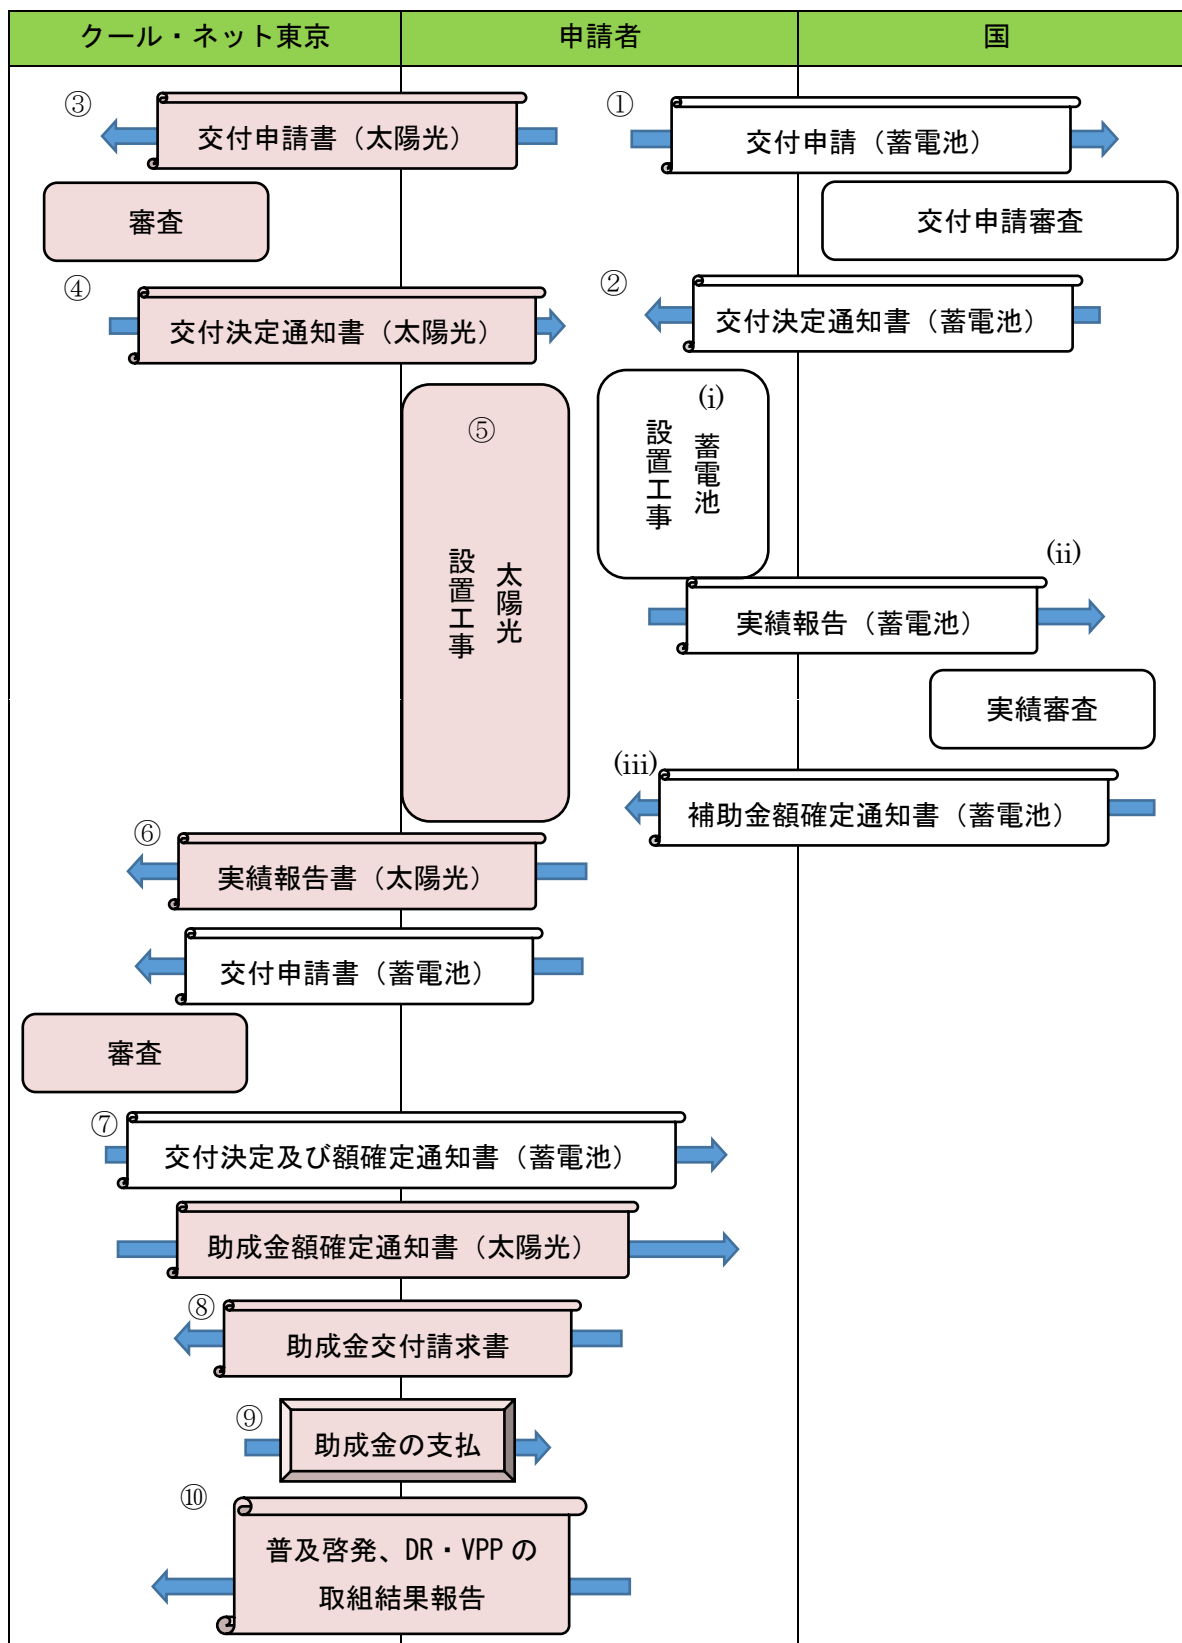 クール・ネット東京
申請者
国
③
交付申請書（太陽光）
①
交付申請（蓄電池）
審査
交付申請審査
④
交付決定通知書（太陽光）
②
交付決定通知書（蓄電池）
⑤
太陽光
設置工事
(i)
蓄電池
設置工事
(ii)
実績報告（蓄電池）
実績審査
(iii)
補助金額確定通知書（蓄電池）
⑥
実績報告書（太陽光）
交付申請書（蓄電池）
審査
⑦
交付決定及び額確定通知書（蓄電池）
助成金額確定通知書（太陽光）
⑧
助成金交付請求書
⑨
助成金の支払
⑩
普及啓発、DR・VPPの
取組結果報告